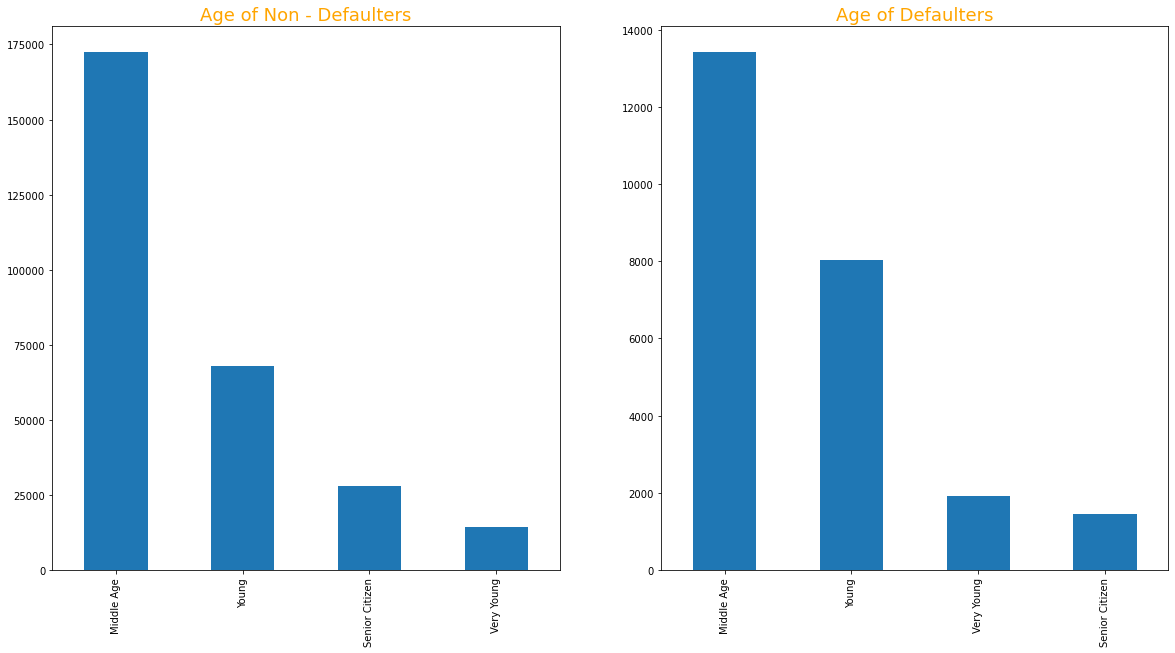 Age of Non - Defaulters
175000
150000
125000
100000
75000
50000
25000
0
Middle Age
Young
Senior Citizen
Very Young
Age of Defaulters
14000
12000
10000
8000
6000
4000
2000
0
Middle Age
Young
Very Young
Senior Citizen